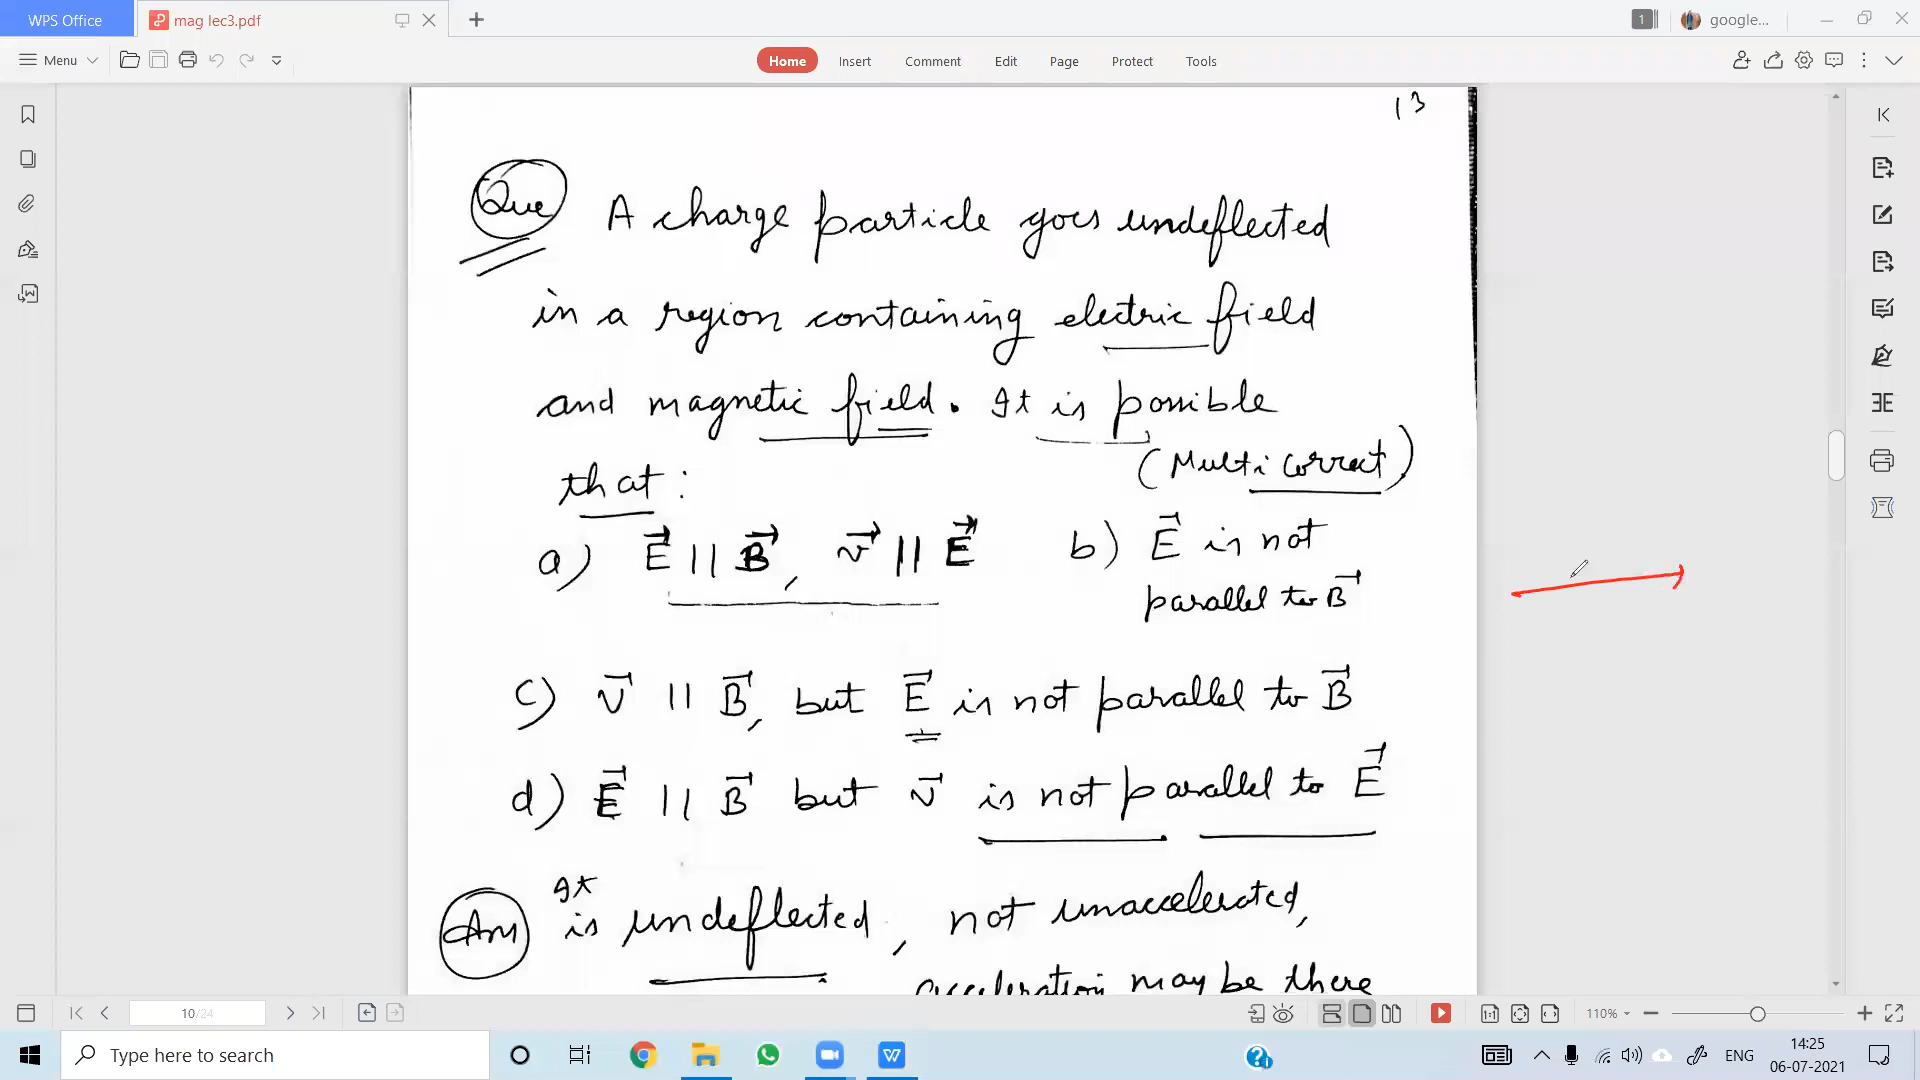 WPS Office
mag lec3.pdf
1
google...
Menu
Home Insert Comment Edit Page Protect Tools
13
Que A charge particle goes undeflected
in a region containing electric field
and magnetic field. It is possible
that :
(Multi correct)
a) E⃗ || B⃗, v⃗ || E⃗
b) E⃗ is not
parallel to B⃗
c) v⃗ || B⃗, but E⃗ is not parallel to B⃗
d) E⃗ || B⃗ but v⃗ is not parallel to E⃗
Ans It is undeflected, not unaccelerated,
acceleration may be there
10/24
110%
Type here to search
ENG
14:25
06-07-2021